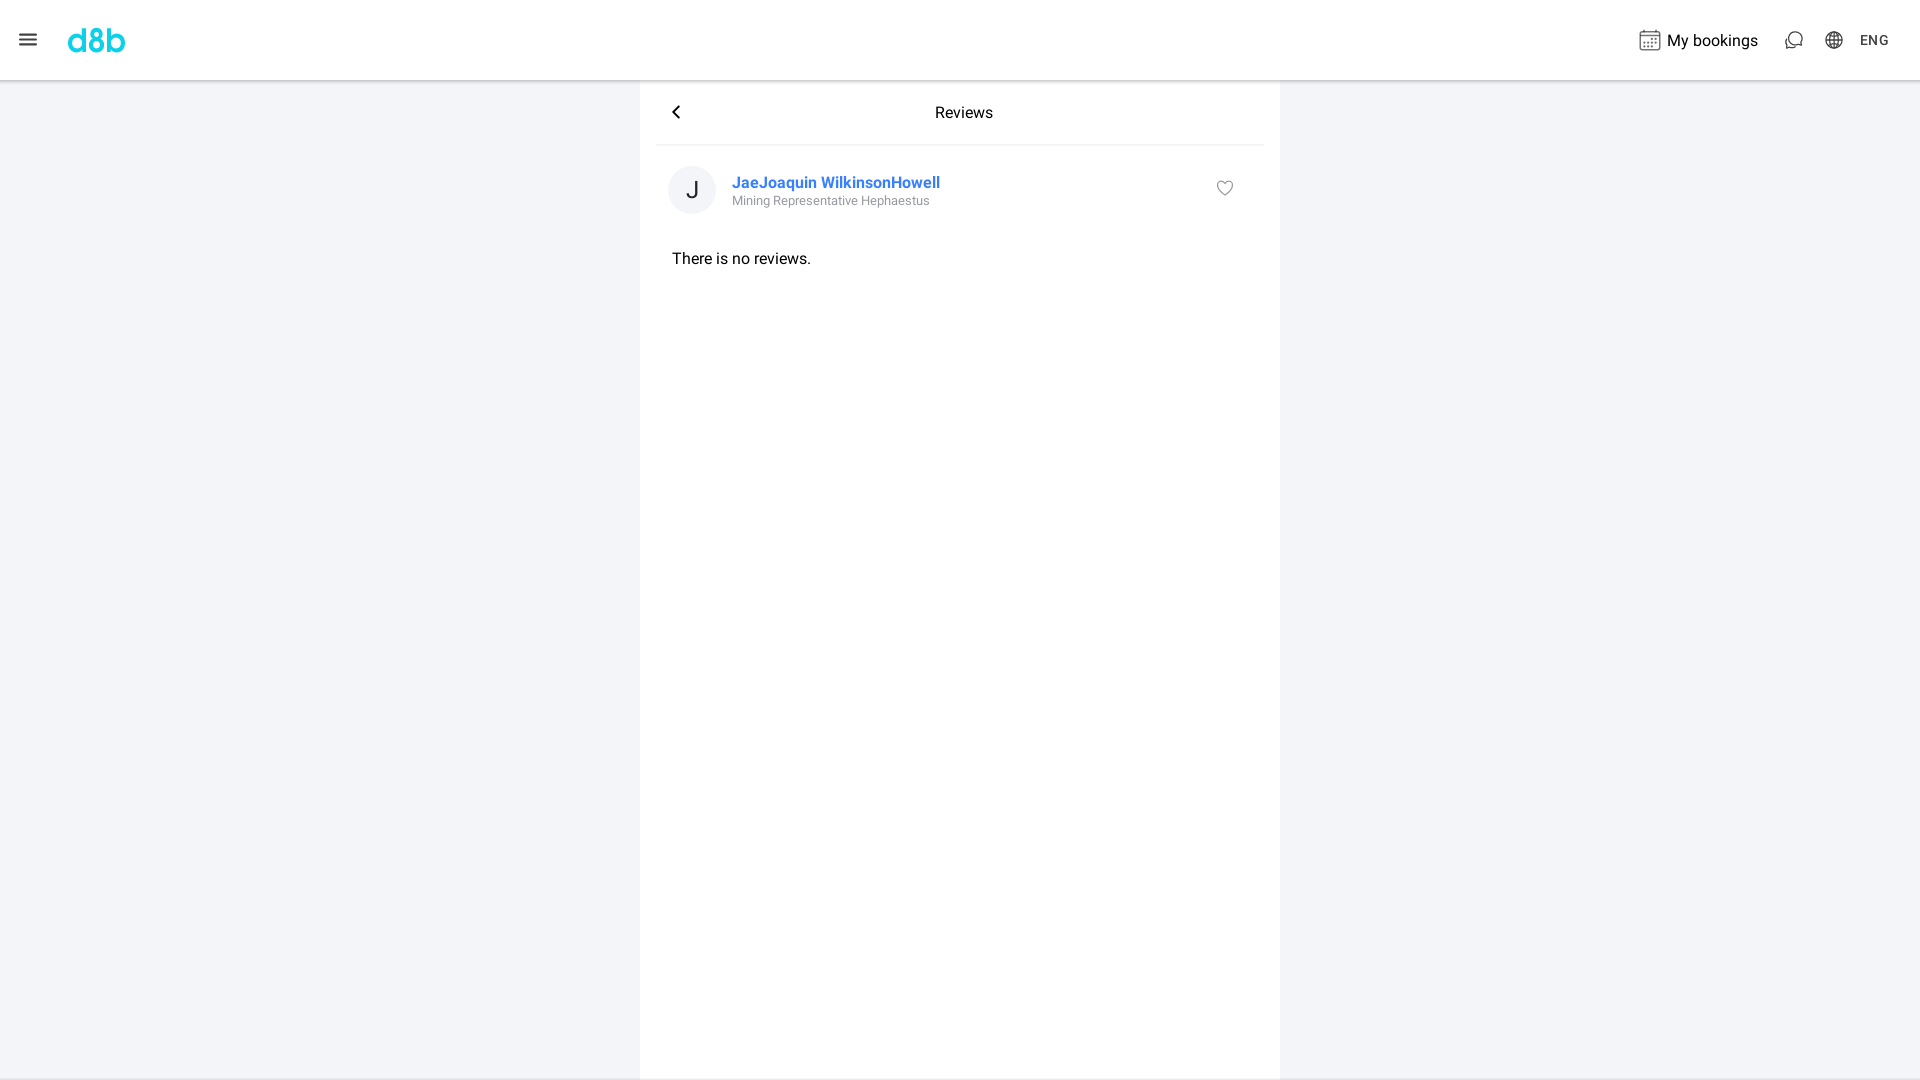 d8b
My bookings
ENG
Reviews
J
JaeJoaquin WilkinsonHowell
Mining Representative Hephaestus
There is no reviews.